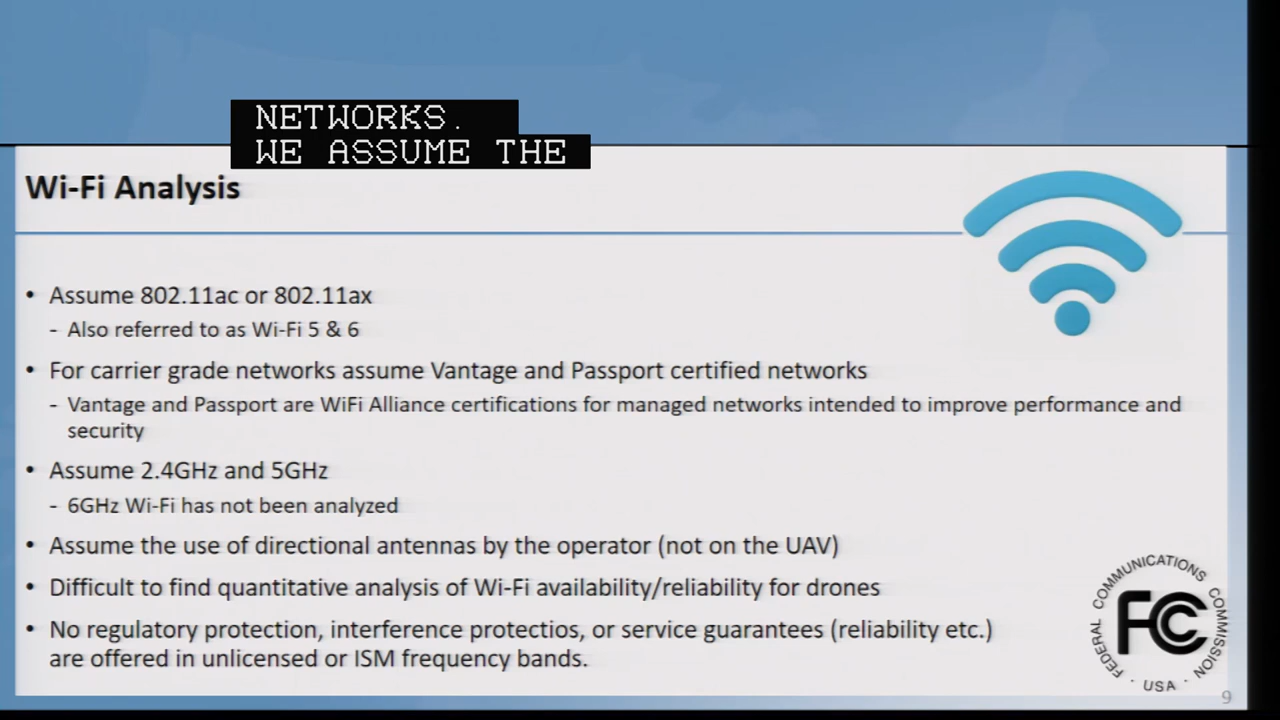 NETWORKS.
WE ASSUME THE
Wi-Fi Analysis
• Assume 802.11ac or 802.11ax
- Also referred to as Wi-Fi 5 & 6
• For carrier grade networks assume Vantage and Passport certified networks
- Vantage and Passport are WiFi Alliance certifications for managed networks intended to improve performance and
security
• Assume 2.4GHz and 5GHz
- 6GHz Wi-Fi has not been analyzed
• Assume the use of directional antennas by the operator (not on the UAV)
• Difficult to find quantitative analysis of Wi-Fi availability/reliability for drones
• No regulatory protection, interference protectios, or service guarantees (reliability etc.)
are offered in unlicensed or ISM frequency bands.
FEDERAL COMMUNICATIONS COMMISSION · USA ·
FCC
9